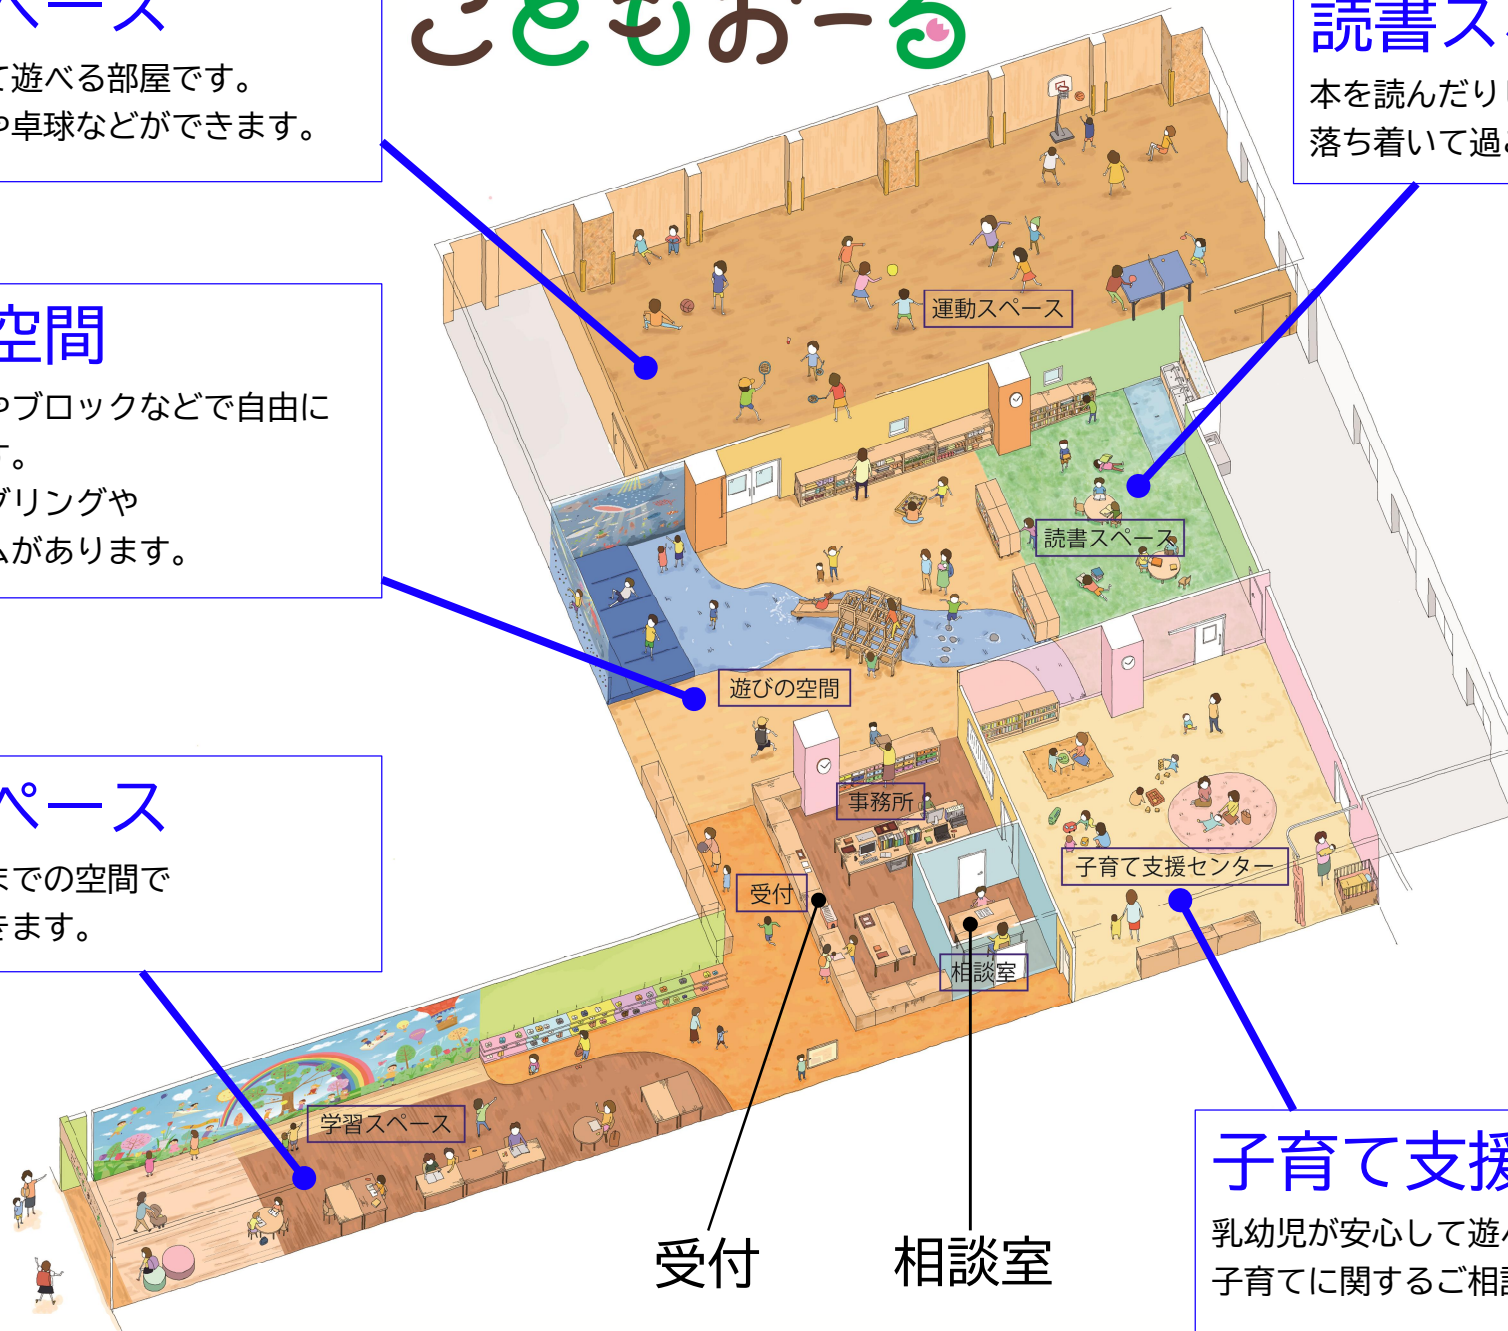 こどもおーる
ペース
て遊べる部屋です。
や卓球などができます。
読書ス
本を読んだり
落ち着いて過
空間
やブロックなどで自由に
す。
グリングや
ムがあります。
ペース
までの空間で
きます。
運動スペース
読書スペース
遊びの空間
事務所
受付
子育て支援センター
相談室
学習スペース
受付
相談室
子育て支援
乳幼児が安心して遊
子育てに関するご相